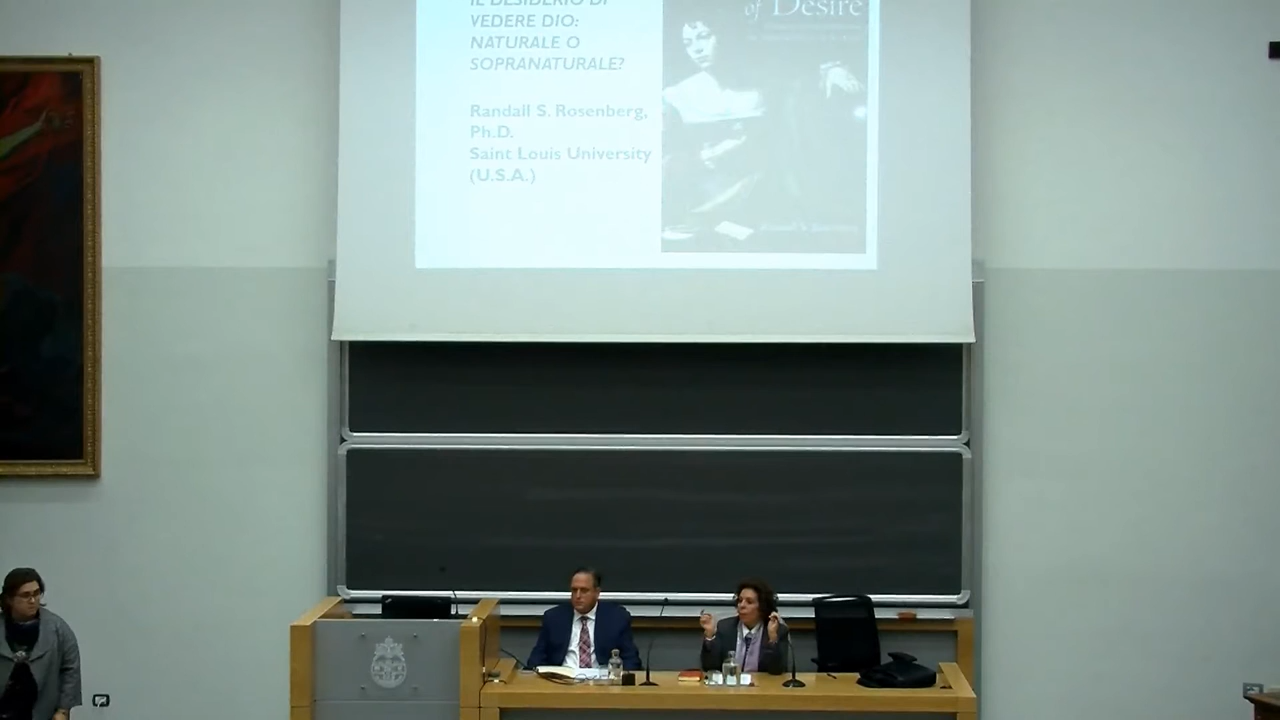 IL DESIDERIO DI
VEDERE DIO:
NATURALE O
SOPRANATURALE?
Randall S. Rosenberg,
Ph.D.
Saint Louis University
(U.S.A.)
of Desire